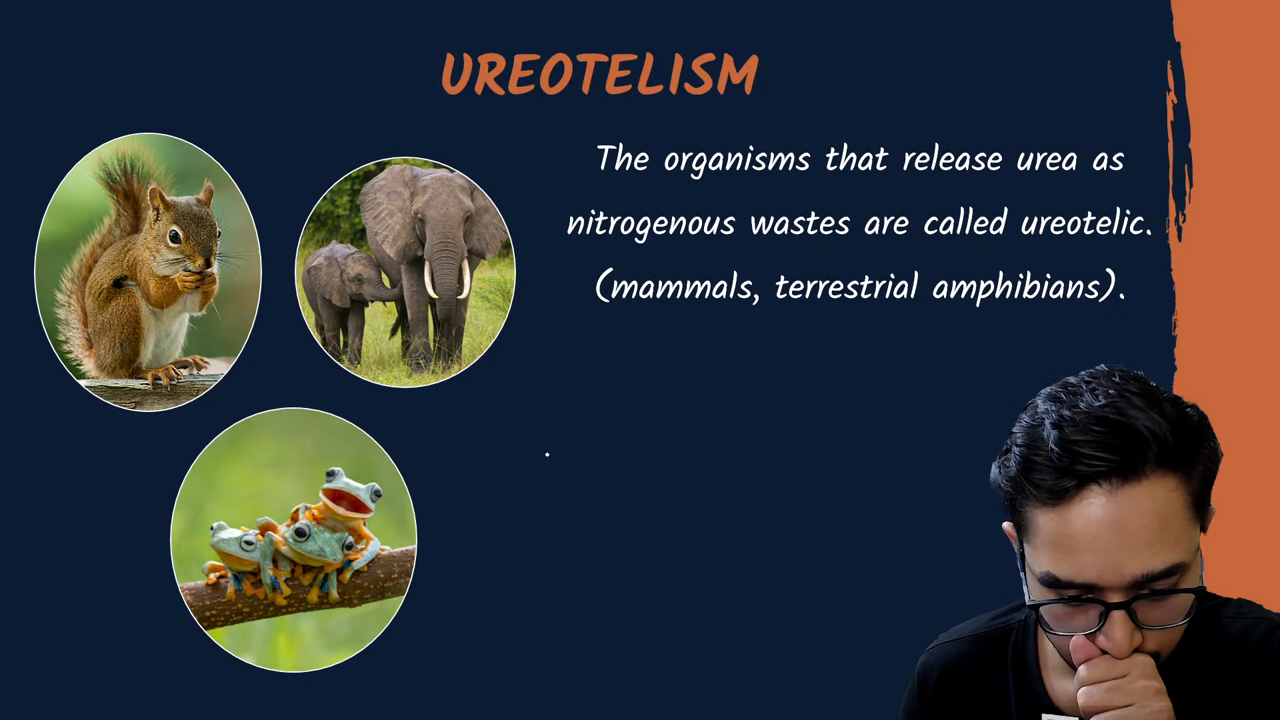 UREOTELISM
The organisms that release urea as
nitrogenous wastes are called ureotelic.
(mammals, terrestrial amphibians).